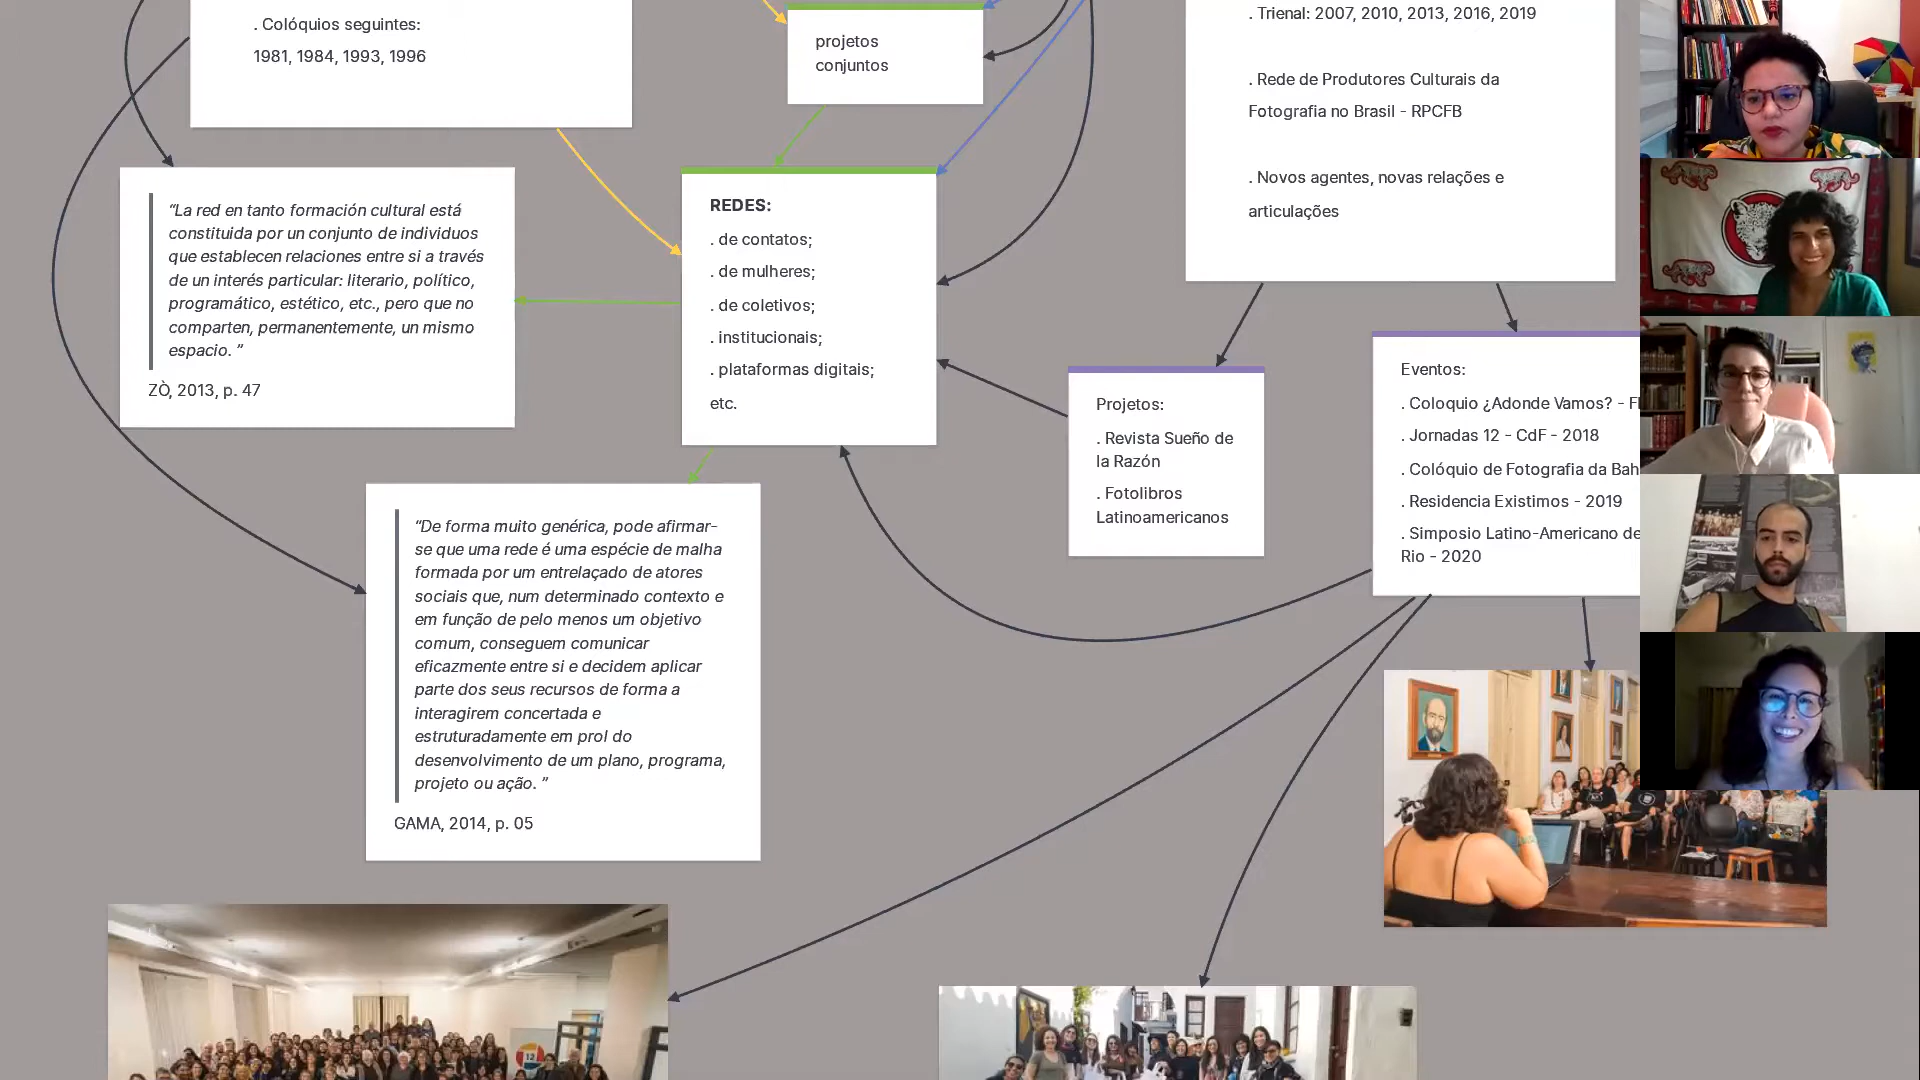 . Colóquios seguintes:
1981, 1984, 1993, 1996
projetos
conjuntos
. Trienal: 2007, 2010, 2013, 2016, 2019
. Rede de Produtores Culturais da
Fotografia no Brasil - RPCFB
. Novos agentes, novas relações e
articulações
“La red en tanto formación cultural está
constituida por un conjunto de individuos
que establecen relaciones entre si a través
de un interés particular: literario, político,
programático, estético, etc., pero que no
comparten, permanentemente, un mismo
espacio. ”
ZÒ, 2013, p. 47
REDES:
. de contatos;
. de mulheres;
. de coletivos;
. institucionais;
. plataformas digitais;
etc.
Projetos:
. Revista Sueño de
la Razón
. Fotolibros
Latinoamericanos
Eventos:
. Coloquio ¿Adonde Vamos? -
. Jornadas 12 - CdF - 2018
. Colóquio de Fotografia da
. Residencia Existimos - 2019
. Simposio Latino-Americano de
Rio - 2020
“De forma muito genérica, pode afirmar-
se que uma rede é uma espécie de malha
formada por um entrelaçado de atores
sociais que, num determinado contexto e
em função de pelo menos um objetivo
comum, conseguem comunicar
eficazmente entre si e decidem aplicar
parte dos seus recursos de forma a
interagirem concertada e
estruturadamente em prol do
desenvolvimento de um plano, programa,
projeto ou ação. ”
GAMA, 2014, p. 05
12